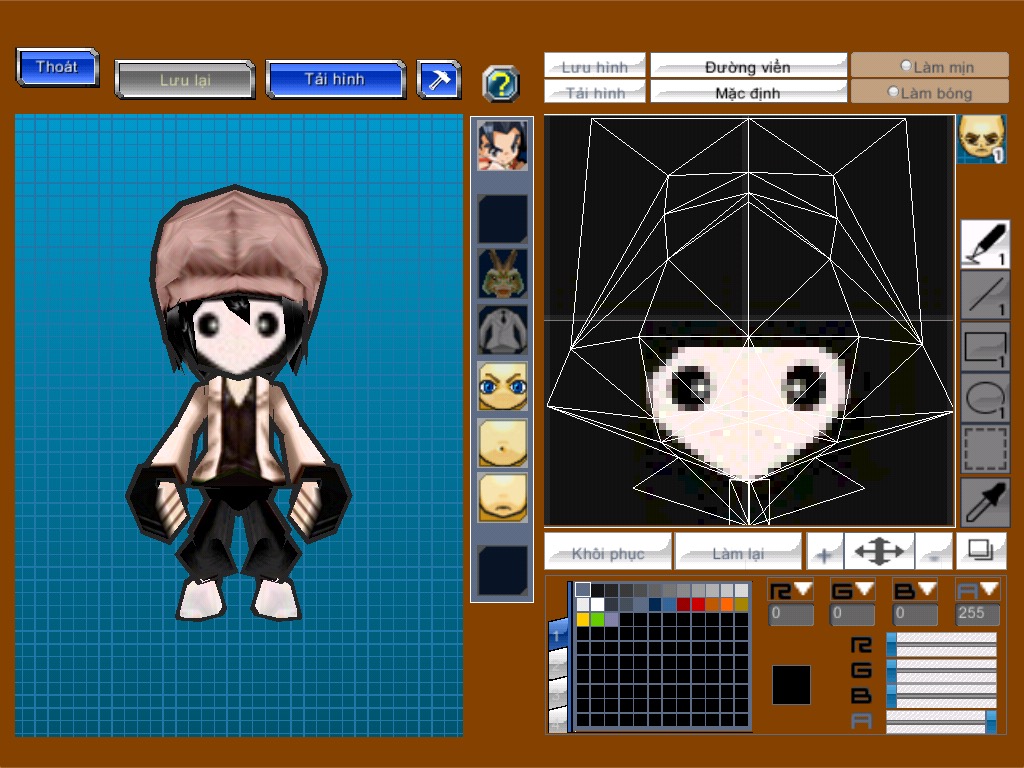 Thoát
Lưu lại
Tải hình
Lưu hình
Đường viền
Làm mịn
Tải hình
Mặc định
Làm bóng
1
1
1
1
1
Khôi phục
Làm lại
+
-
1
R G B A
0 0 0 255
R
G
B
A